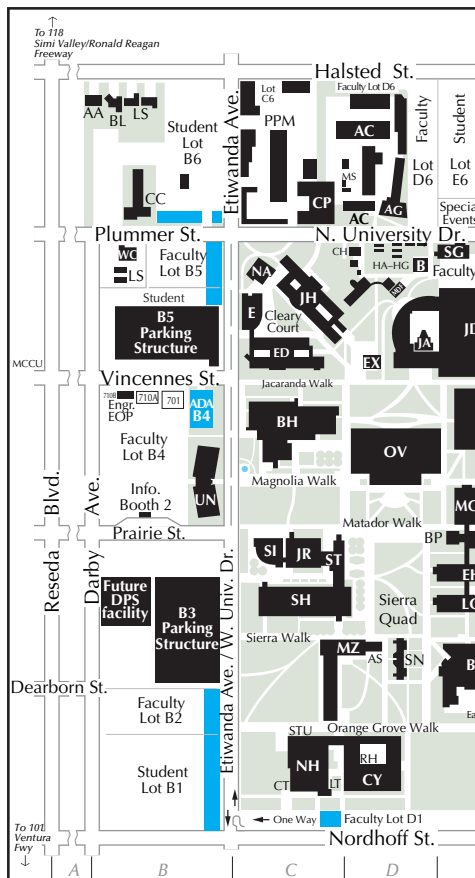 To 118
Simi Valley/Ronald Reagan
Freeway
Halsted St.
AA
BL
LS
Student
Lot
B6
CC
Etiwanda Ave.
Lot
C6
PPM
CP
Faculty Lot D6
AC
MS
AC
AG
Faculty
Lot
D6
Student
Lot
E6
Special
Events
Plummer St.
N. University Dr.
WC
LS
Faculty
Lot B5
Student
B5
Parking
Structure
NA
JH
E
Cleary
Court
ED
CH
HA–HG
B
SG
Faculty
EX
JA
JD
MCCU
Vincennes St.
Jacaranda Walk
710B
710A
701
Engr.
EOP
ADA
B4
Faculty
Lot B4
UN
Info.
Booth 2
BH
OV
Magnolia Walk
Matador Walk
BP
Prairie St.
Reseda Blvd.
Darby Ave.
Etiwanda Ave. / W. Univ. Dr.
Future
DPS
facility
B3
Parking
Structure
SI
JR
ST
SH
Sierra
Quad
Sierra Walk
MZ
AS
SN
Dearborn St.
Faculty
Lot B2
Student
Lot B1
Orange Grove Walk
STU
NH
CT
LT
RH
CY
One Way
Faculty Lot D1
Nordhoff St.
To 101
Ventura
Fwy
A
B
C
D